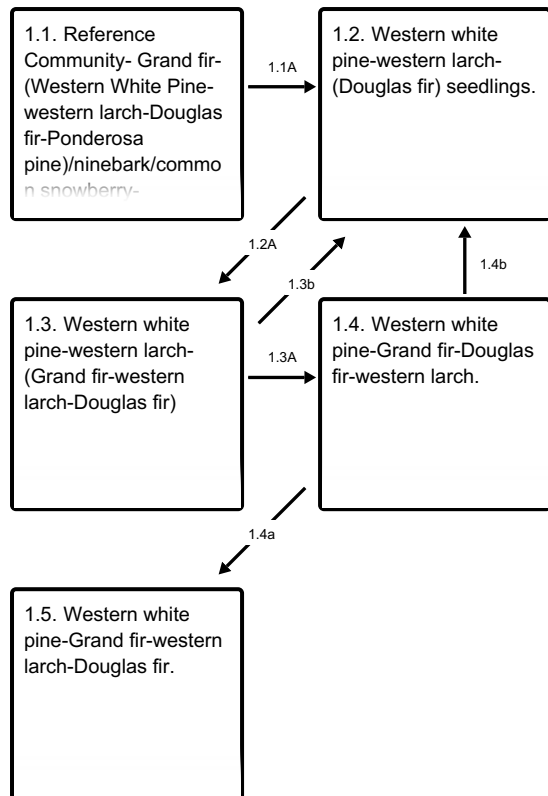 1.1. Reference
Community- Grand fir-
(Western White Pine-
western larch-Douglas
fir-Ponderosa
pine)/ninebark/commo
n snowberry-
1.1A
1.2. Western white
pine-western larch-
(Douglas fir) seedlings.
1.2A
1.3b
1.4b
1.3. Western white
pine-western larch-
(Grand fir-western
larch-Douglas fir)
1.3A
1.4. Western white
pine-Grand fir-Douglas
fir-western larch.
1.4a
1.5. Western white
pine-Grand fir-western
larch-Douglas fir.